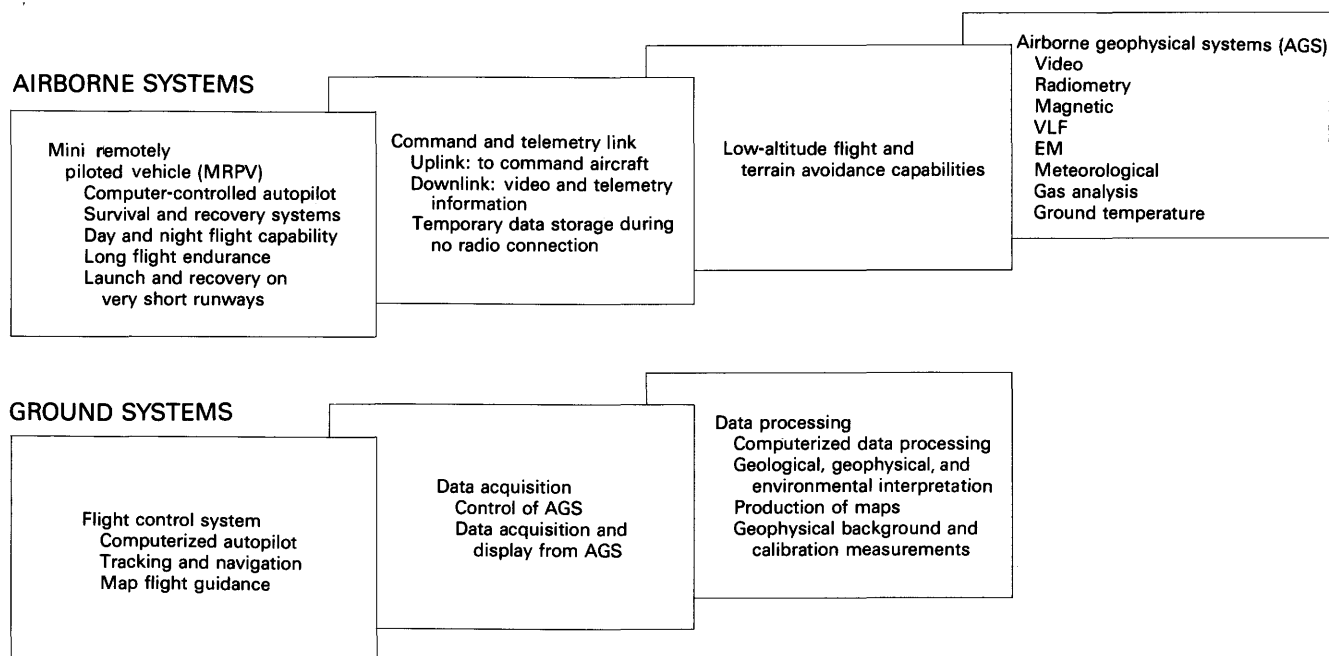 AIRBORNE SYSTEMS
Mini remotely
piloted vehicle (MRPV)
Computer-controlled autopilot
Survival and recovery systems
Day and night flight capability
Long flight endurance
Launch and recovery on
very short runways
Command and telemetry link
Uplink: to command aircraft
Downlink: video and telemetry
information
Temporary data storage during
no radio connection
Low-altitude flight and
terrain avoidance capabilities
Airborne geophysical systems (AGS)
Video
Radiometry
Magnetic
VLF
EM
Meteorological
Gas analysis
Ground temperature
GROUND SYSTEMS
Flight control system
Computerized autopilot
Tracking and navigation
Map flight guidance
Data acquisition
Control of AGS
Data acquisition and
display from AGS
Data processing
Computerized data processing
Geological, geophysical, and
environmental interpretation
Production of maps
Geophysical background and
calibration measurements